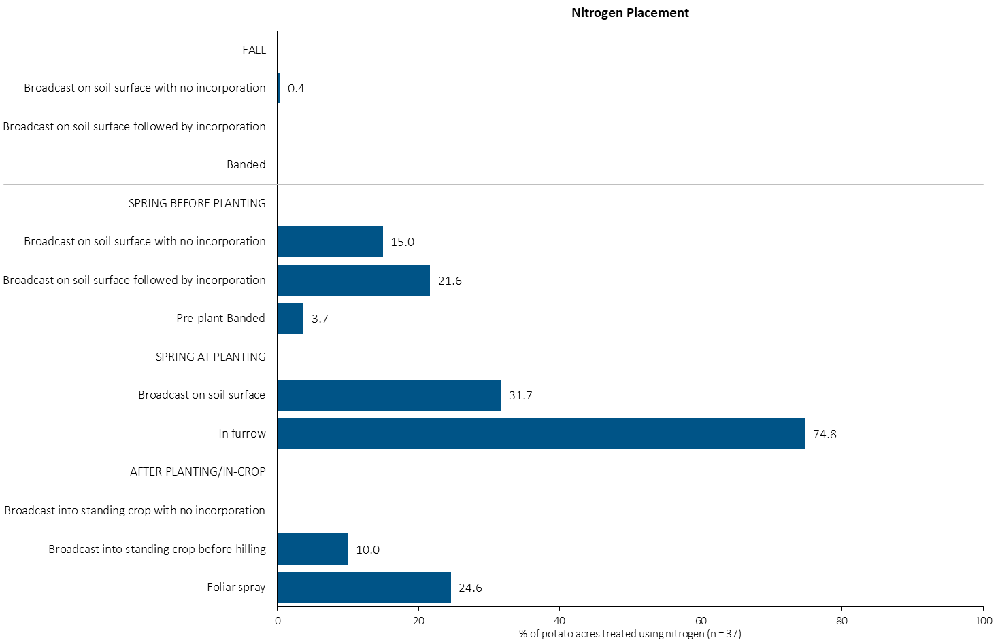 Nitrogen Placement
FALL
Broadcast on soil surface with no incorporation 0.4
Broadcast on soil surface followed by incorporation
Banded
SPRING BEFORE PLANTING
Broadcast on soil surface with no incorporation 15.0
Broadcast on soil surface followed by incorporation 21.6
Pre-plant Banded 3.7
SPRING AT PLANTING
Broadcast on soil surface 31.7
In furrow 74.8
AFTER PLANTING/IN-CROP
Broadcast into standing crop with no incorporation
Broadcast into standing crop before hilling 10.0
Foliar spray 24.6
0 20 40 60 80 100
% of potato acres treated using nitrogen (n = 37)